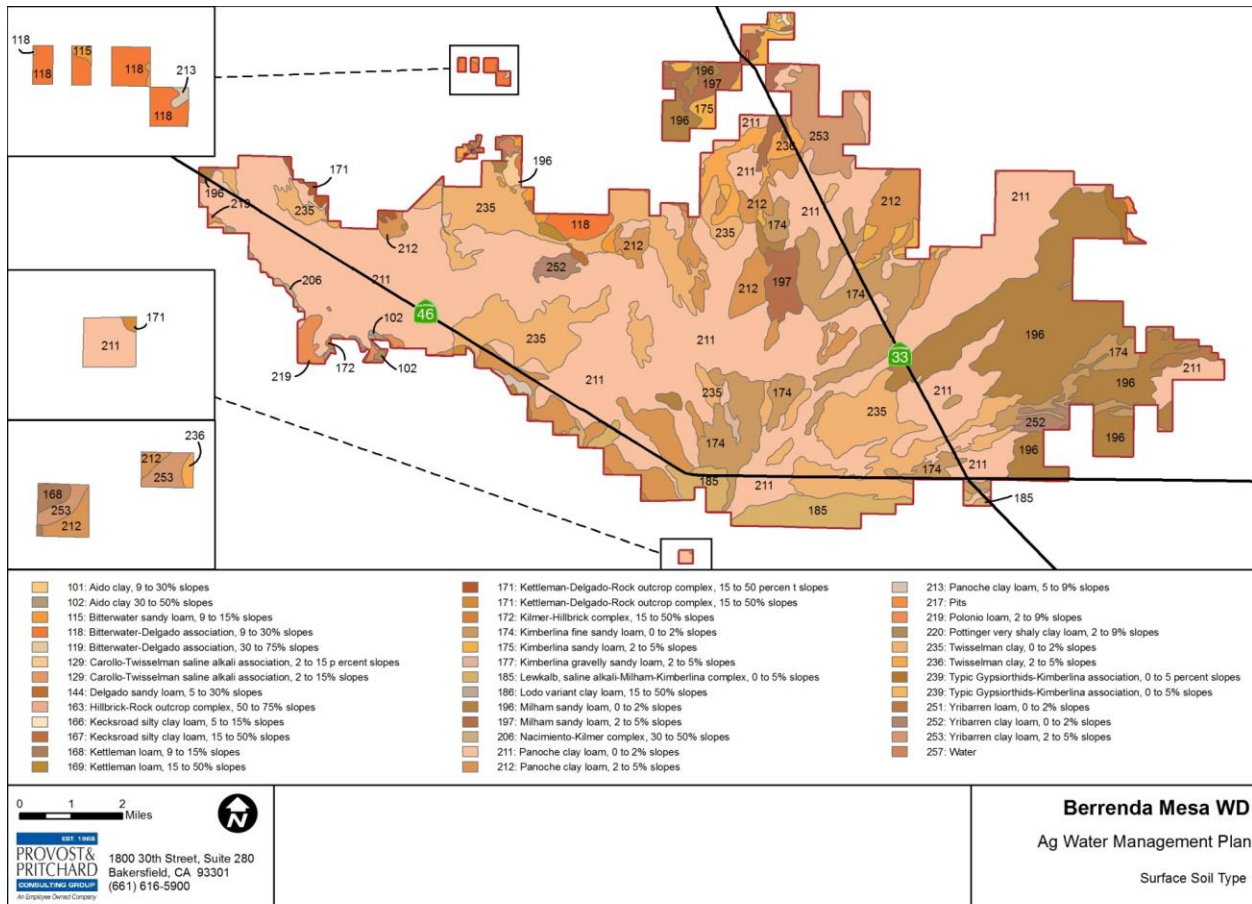 118
118
115
118
213
118
171
211
236
212
253
168
253
212
196
197
175
196
211
236
253
211
212
211
212
211
174
235
196
171
196
235
219
212
235
118
212
252
206
211
46
102
219
172
102
235
212
197
174
211
33
196
211
235
174
174
235
211
174
196
211
252
196
196
174
211
185
211
185
185
101: Aido clay, 9 to 30% slopes
102: Aido clay 30 to 50% slopes
115: Bitterwater sandy loam, 9 to 15% slopes
118: Bitterwater-Delgado association, 9 to 30% slopes
119: Bitterwater-Delgado association, 30 to 75% slopes
129: Carollo-Twisselman saline alkali association, 2 to 15 p ercent slopes
129: Carollo-Twisselman saline alkali association, 2 to 15% slopes
144: Delgado sandy loam, 5 to 30% slopes
163: Hillbrick-Rock outcrop complex, 50 to 75% slopes
166: Kecksroad silty clay loam, 5 to 15% slopes
167: Kecksroad silty clay loam, 15 to 50% slopes
168: Kettleman loam, 9 to 15% slopes
169: Kettleman loam, 15 to 50% slopes
171: Kettleman-Delgado-Rock outcrop complex, 15 to 50 percen t slopes
171: Kettleman-Delgado-Rock outcrop complex, 15 to 50% slopes
172: Kilmer-Hillbrick complex, 15 to 50% slopes
174: Kimberlina fine sandy loam, 0 to 2% slopes
175: Kimberlina sandy loam, 2 to 5% slopes
177: Kimberlina gravelly sandy loam, 2 to 5% slopes
185: Lewkalb, saline alkali-Milham-Kimberlina complex, 0 to 5% slopes
186: Lodo variant clay loam, 15 to 50% slopes
196: Milham sandy loam, 0 to 2% slopes
197: Milham sandy loam, 2 to 5% slopes
206: Nacimiento-Kilmer complex, 30 to 50% slopes
211: Panoche clay loam, 0 to 2% slopes
212: Panoche clay loam, 2 to 5% slopes
213: Panoche clay loam, 5 to 9% slopes
217: Pits
219: Polonio loam, 2 to 9% slopes
220: Pottinger very shaly clay loam, 2 to 9% slopes
235: Twisselman clay, 0 to 2% slopes
236: Twisselman clay, 2 to 5% slopes
239: Typic Gypsiorthids-Kimberlina association, 0 to 5 percent slopes
239: Typic Gypsiorthids-Kimberlina association, 0 to 5% slopes
251: Yribarren loam, 0 to 2% slopes
252: Yribarren clay loam, 0 to 2% slopes
253: Yribarren clay loam, 2 to 5% slopes
257: Water
0 1 2
Miles
N
EST. 1968
PROVOST&
PRITCHARD
CONSULTING GROUP
An Employee Owned Company
1800 30th Street, Suite 280
Bakersfield, CA 93301
(661) 616-5900
Berrenda Mesa WD
Ag Water Management Plan
Surface Soil Type